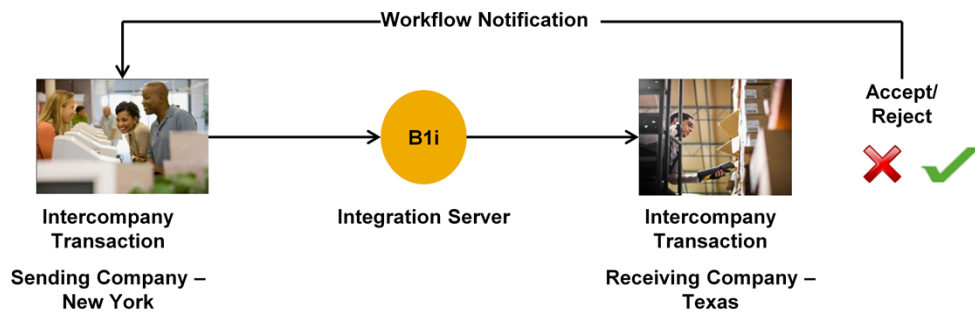 Workflow Notification
Accept/
Reject
B1i
Intercompany
Transaction
Integration Server
Intercompany
Transaction
Sending Company –
New York
Receiving Company –
Texas